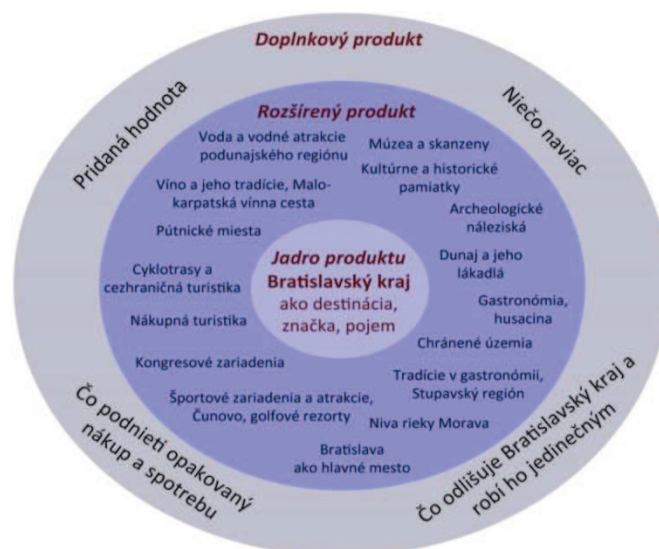 Doplnkový produkt
Pridaná hodnota
Niečo naviac
Rozšírený produkt
Voda a vodné atrakcie
podunajského regiónu
Múzea a skanzeny
Kultúrne a historické
pamiatky
Víno a jeho tradície, Malo-
karpatská vínna cesta
Archeologické
náleziská
Pútnické miesta
Jadro produktu
Bratislavský kraj
ako destinácia,
značka, pojem
Dunaj a jeho
lákadlá
Cyklotrasy a
cezhraničná turistika
Gastronómia,
husacina
Nákupná turistika
Chránené územia
Kongresové zariadenia
Tradície v gastronómii,
Stupavský región
Športové zariadenia a atrakcie,
Čunovo, golfové rezorty
Niva rieky Morava
Bratislava
ako hlavné mesto
Čo podnieti opakovaný
nákup a spotrebu
Čo odlišuje Bratislavský kraj a
robí ho jedinečným